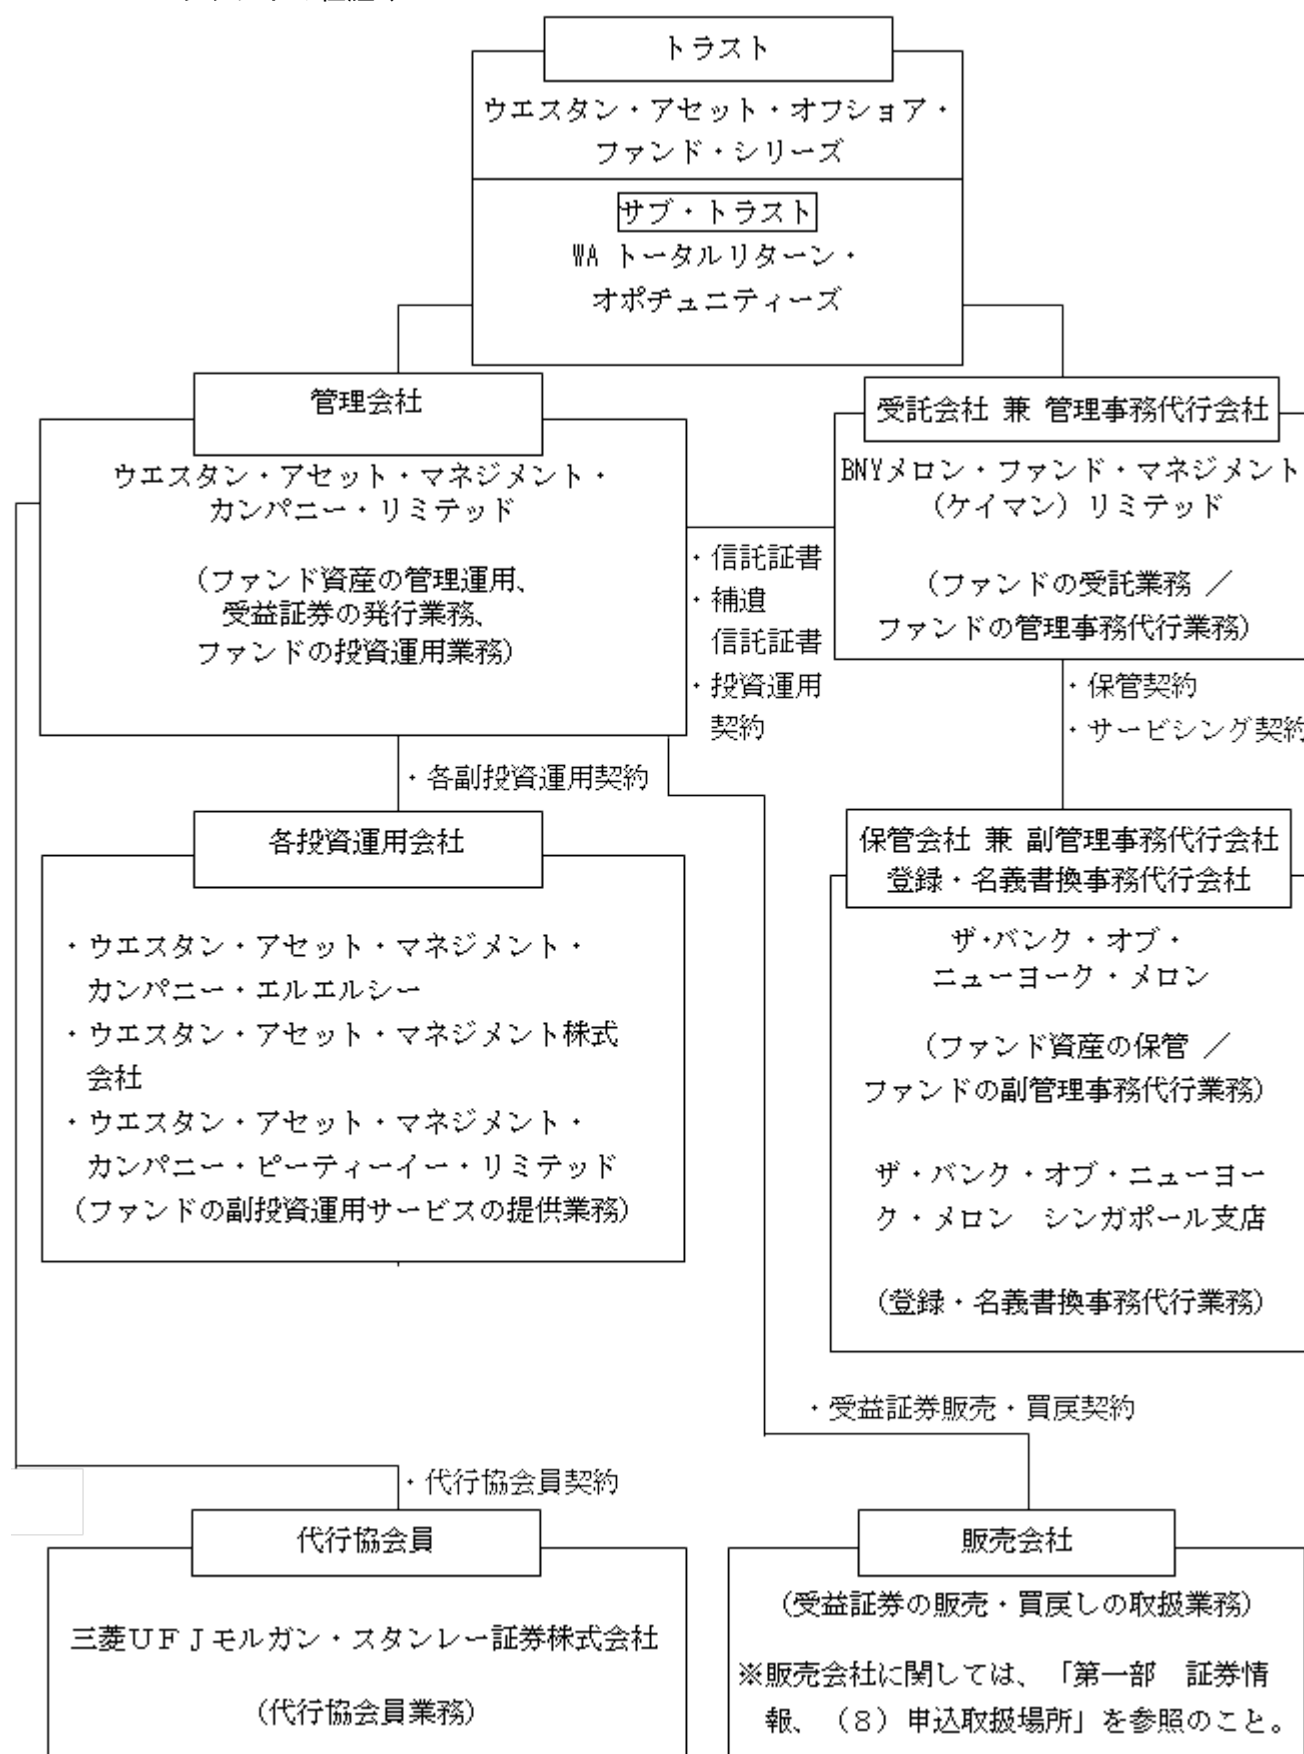 トラスト
ウエスタン・アセット・オフショア・
ファンド・シリーズ
サブ・トラスト
WA トータルリターン・
オポチュニティーズ
管理会社
ウエスタン・アセット・マネジメント・
カンパニー・リミテッド
(ファンド資産の管理運用、
受益証券の発行業務、
ファンドの投資運用業務)
・信託証書
・補遺
信託証書
・投資運用
契約
受託会社 兼 管理事務代行会社
BNYメロン・ファンド・マネジメント
(ケイマン) リミテッド
(ファンドの受託業務 /
ファンドの管理事務代行業務)
・保管契約
・サービシング契約
・各副投資運用契約
各投資運用会社
・ウエスタン・アセット・マネジメント・
カンパニー・エルエルシー
・ウエスタン・アセット・マネジメント株式
会社
・ウエスタン・アセット・マネジメント・
カンパニー・ピーティーイー・リミテッド
(ファンドの副投資運用サービスの提供業務)
保管会社 兼 副管理事務代行会社
登録・名義書換事務代行会社
ザ・バンク・オブ・
ニューヨーク・メロン
(ファンド資産の保管 /
ファンドの副管理事務代行業務)
ザ・バンク・オブ・ニューヨー
ク・メロン　シンガポール支店
(登録・名義書換事務代行業務)
・受益証券販売・買戻契約
・代行協会員契約
代行協会員
三菱UFJモルガン・スタンレー証券株式会社
(代行協会員業務)
販売会社
(受益証券の販売・買戻しの取扱業務)
※販売会社に関しては、「第一部　証券情
報、(8) 申込取扱場所」を参照のこと。